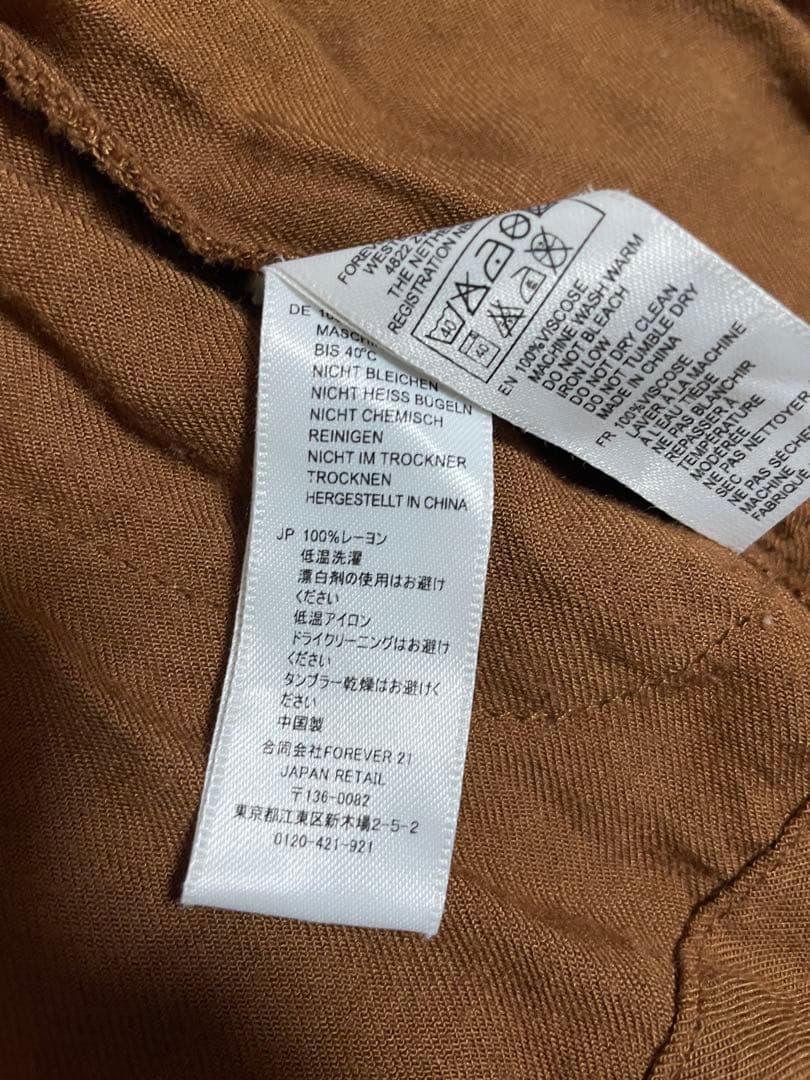 FOREV
WEST
4822 Z
THE NETHE
REGISTRATION NB
40
40
EN 100%VISCOSE
MACHINE WASH WARM
DO NOT BLEACH
IRON LOW
DO NOT DRY CLEAN
DO NOT TUMBLE DRY
MADE IN CHINA
FR 100%VISCOSE
LAVER À LA MACHINE
A L'EAU TIÈDE
NE PAS BLANCHIR
REPASSER À
TEMPÉRATURE
MODÉRÉE
NE PAS NETTOYER
SEC
NE PAS SÉCHE
MACHINE
FABRIQUÉ
DE
MASCHI
BIS 40°C
NICHT BLEICHEN
NICHT HEISS BÜGELN
NICHT CHEMISCH
REINIGEN
NICHT IM TROCKNER
TROCKNEN
HERGESTELLT IN CHINA
JP 100%レーヨン
低温洗濯
漂白剤の使用はお避け
ください
低温アイロン
ドライクリーニングはお避け
ください
タンブラー乾燥はお避けく
ださい
中国製
合同会社FOREVER 21
JAPAN RETAIL
〒136-0082
東京都江東区新木場2-5-2
0120-421-921